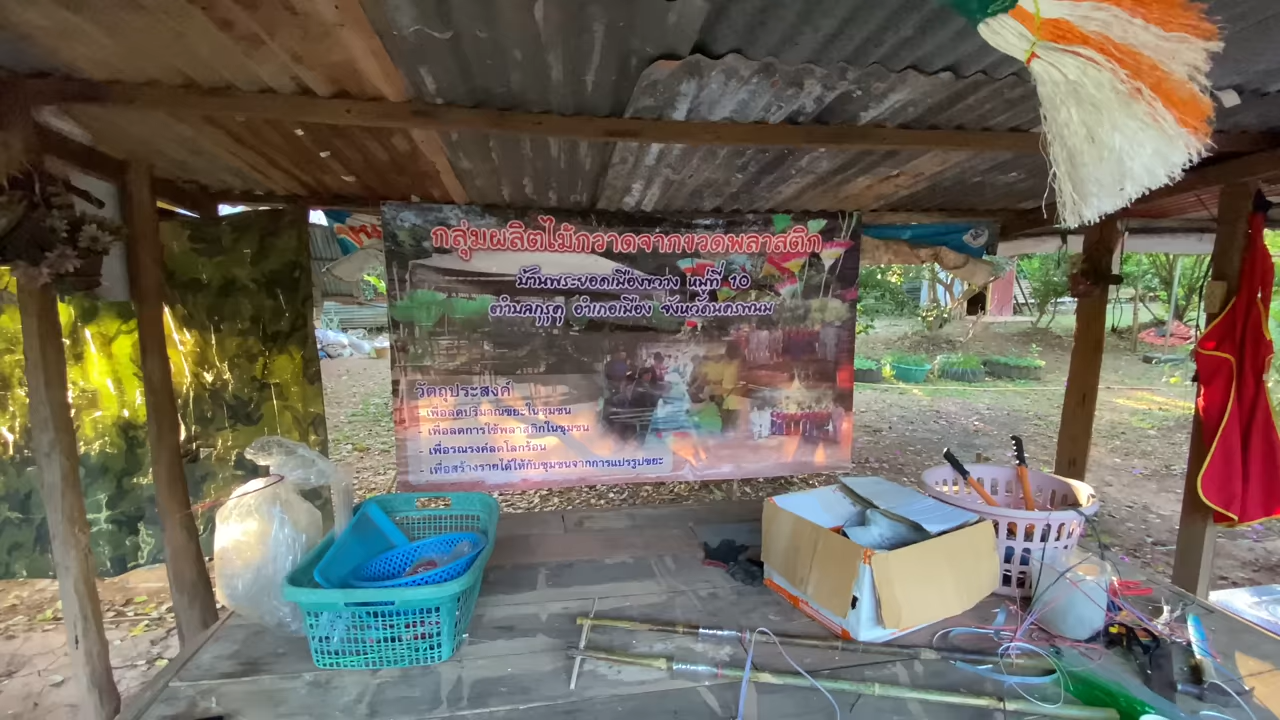 กลุ่มผลิตไม้กวาดจากขวดพลาสติก
บ้านพระยอดเมืองขวาง หมู่ที่ 10
ตำบลกุรุคุ อำเภอเมือง จังหวัดนครพนม
วัตถุประสงค์
- เพื่อลดปริมาณขยะในชุมชน
- เพื่อลดการใช้พลาสติกในชุมชน
- เพื่อรณรงค์ลดโลกร้อน
- เพื่อสร้างรายได้ให้กับชุมชนจากการแปรรูปขยะ